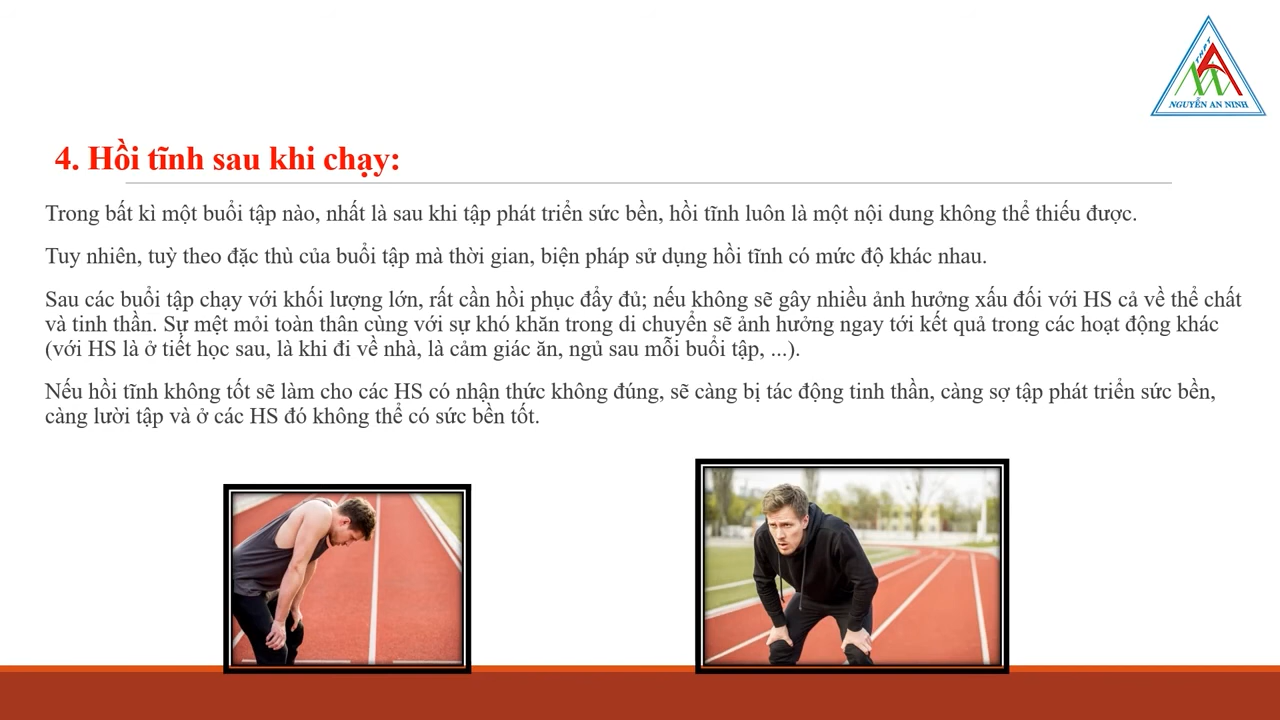 THPT
NGUYỄN AN NINH
4. Hồi tĩnh sau khi chạy:
Trong bất kì một buổi tập nào, nhất là sau khi tập phát triển sức bền, hồi tĩnh luôn là một nội dung không thể thiếu được.
Tuy nhiên, tuỳ theo đặc thù của buổi tập mà thời gian, biện pháp sử dụng hồi tĩnh có mức độ khác nhau.
Sau các buổi tập chạy với khối lượng lớn, rất cần hồi phục đẩy đủ; nếu không sẽ gây nhiều ảnh hưởng xấu đối với HS cả về thể chất
và tinh thần. Sự mệt mỏi toàn thân cùng với sự khó khăn trong di chuyển sẽ ảnh hưởng ngay tới kết quả trong các hoạt động khác
(với HS là ở tiết học sau, là khi đi về nhà, là cảm giác ăn, ngủ sau mỗi buổi tập, ...).
Nếu hồi tĩnh không tốt sẽ làm cho các HS có nhận thức không đúng, sẽ càng bị tác động tinh thần, càng sợ tập phát triển sức bền,
càng lười tập và ở các HS đó không thể có sức bền tốt.